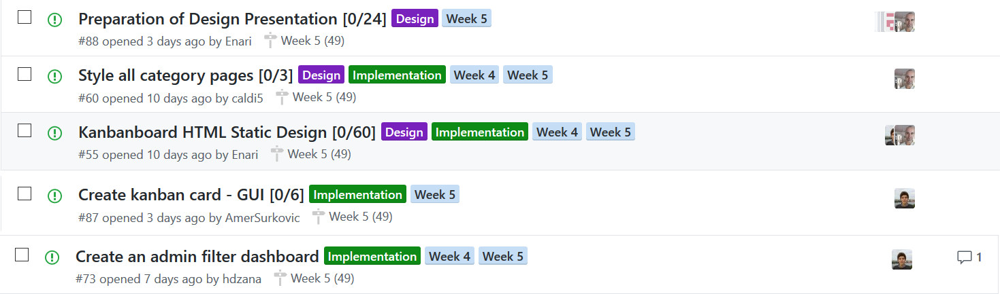 Preparation of Design Presentation [0/24] Design Week 5
#88 opened 3 days ago by Enari Week 5 (49)
Style all category pages [0/3] Design Implementation Week 4 Week 5
#60 opened 10 days ago by caldi5 Week 5 (49)
Kanbanboard HTML Static Design [0/60] Design Implementation Week 4 Week 5
#55 opened 10 days ago by Enari Week 5 (49)
Create kanban card - GUI [0/6] Implementation Week 5
#87 opened 3 days ago by AmerSurkovic Week 5 (49)
Create an admin filter dashboard Implementation Week 4 Week 5 1
#73 opened 7 days ago by hdzana Week 5 (49)